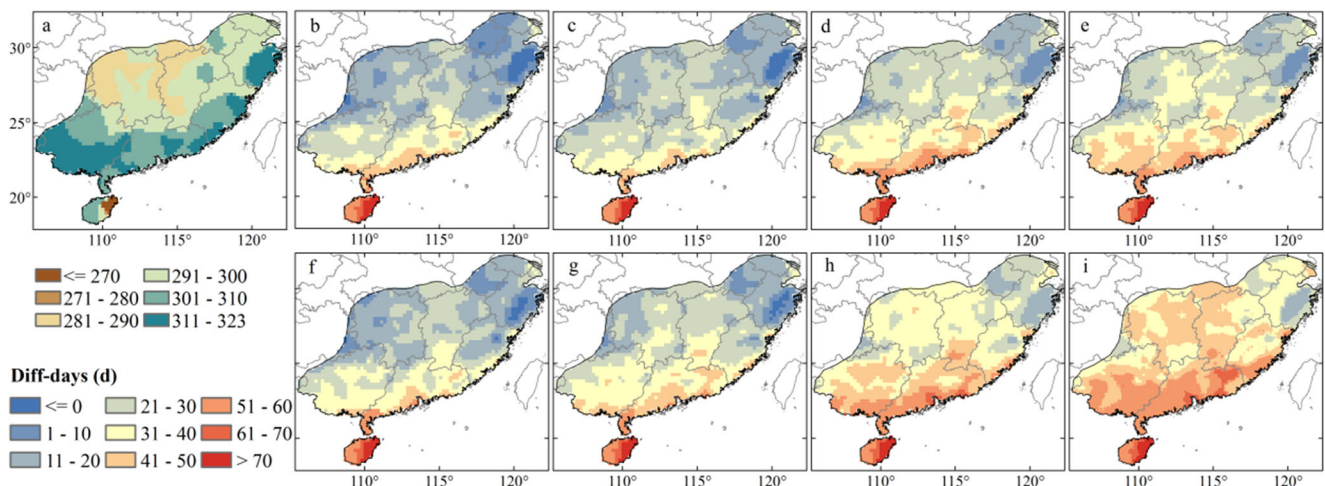 a b c d e
30°
25°
20°
110° 115° 120° 110° 115° 120° 110° 115° 120° 110° 115° 120° 110° 115° 120°
<= 270 291 - 300
271 - 280 301 - 310
281 - 290 311 - 323
f g h i
Diff-days (d)
<= 0 21 - 30 51 - 60
1 - 10 31 - 40 61 - 70
11 - 20 41 - 50 > 70
110° 115° 120° 110° 115° 120° 110° 115° 120° 110° 115° 120°